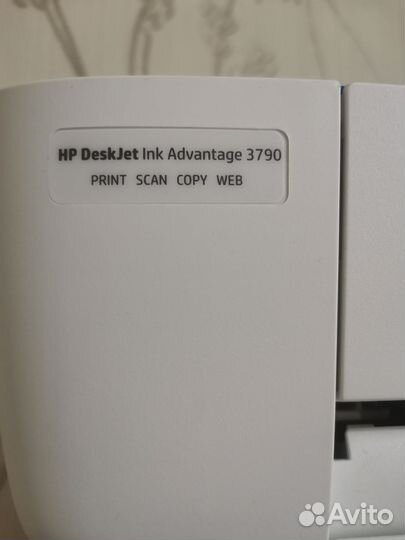 HP DeskJet Ink Advantage 3790
PRINT SCAN COPY WEB
Avito